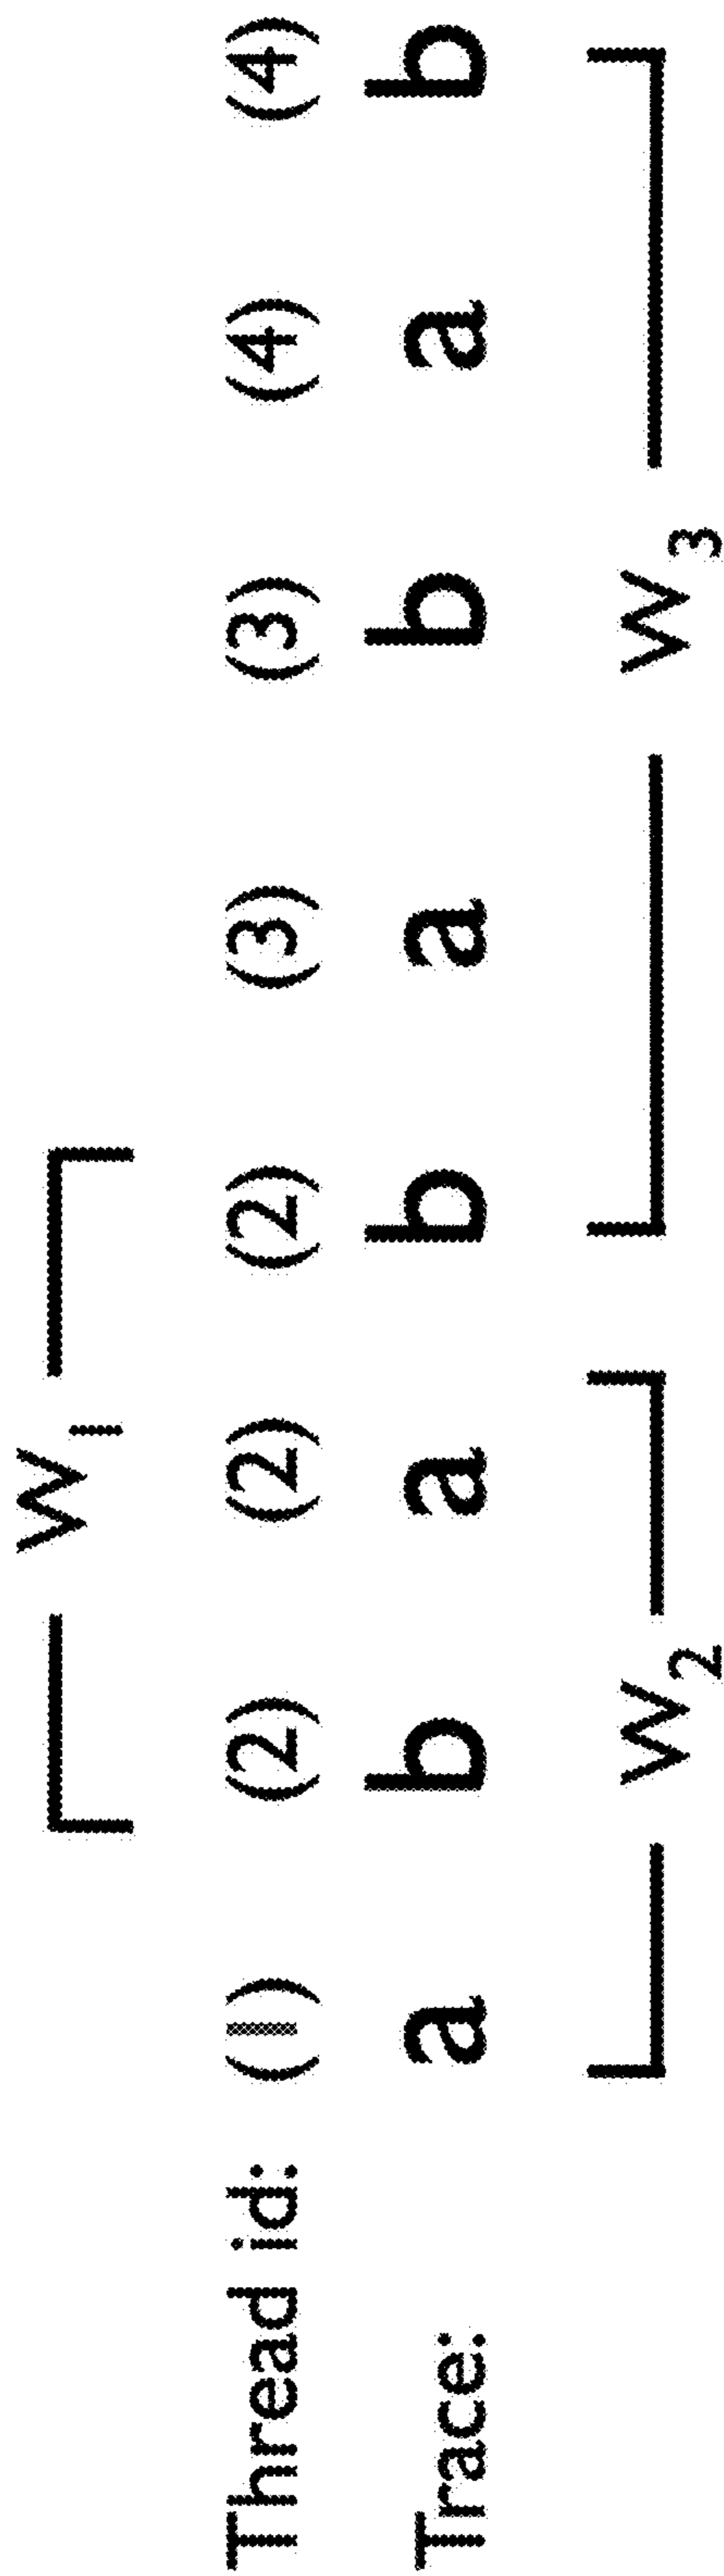 W1
Thread id: (1) (2) (2) (2) (3) (3) (4) (4)
Trace: a b a b a b a b
W2 W3